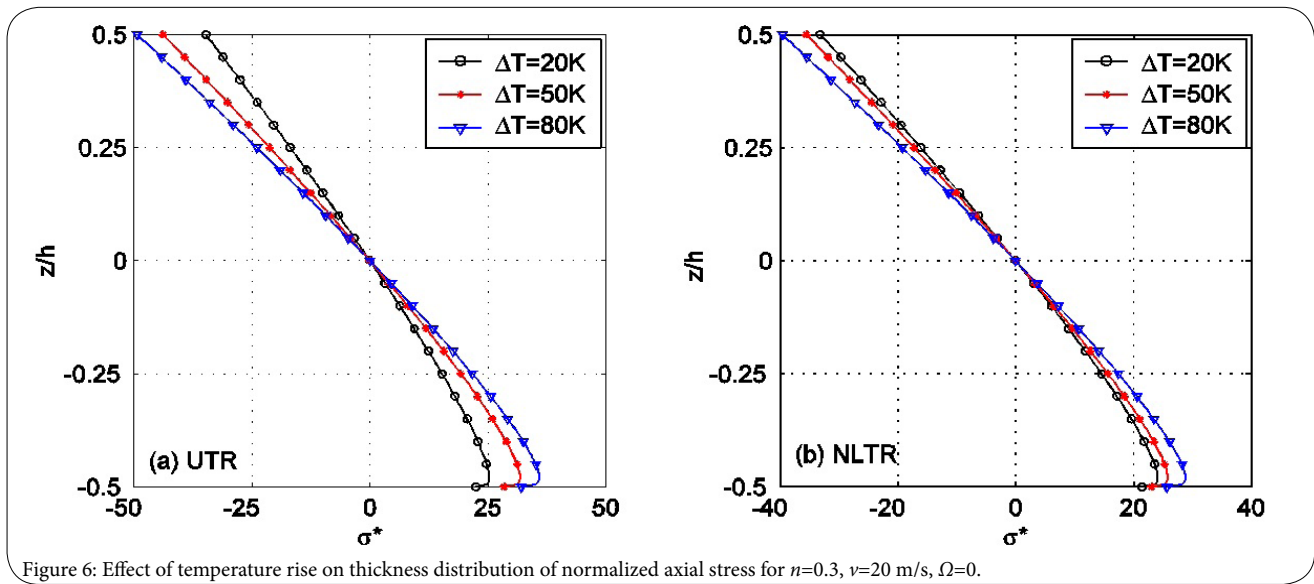 0.5
0.25
0
-0.25
-0.5
z/h
-50
-25
0
25
50
σ*
ΔT=20K
ΔT=50K
ΔT=80K
(a) UTR
0.5
0.25
0
-0.25
-0.5
z/h
-40
-20
0
20
40
σ*
ΔT=20K
ΔT=50K
ΔT=80K
(b) NLTR
Figure 6: Effect of temperature rise on thickness distribution of normalized axial stress for n=0.3, v=20 m/s, Ω=0.